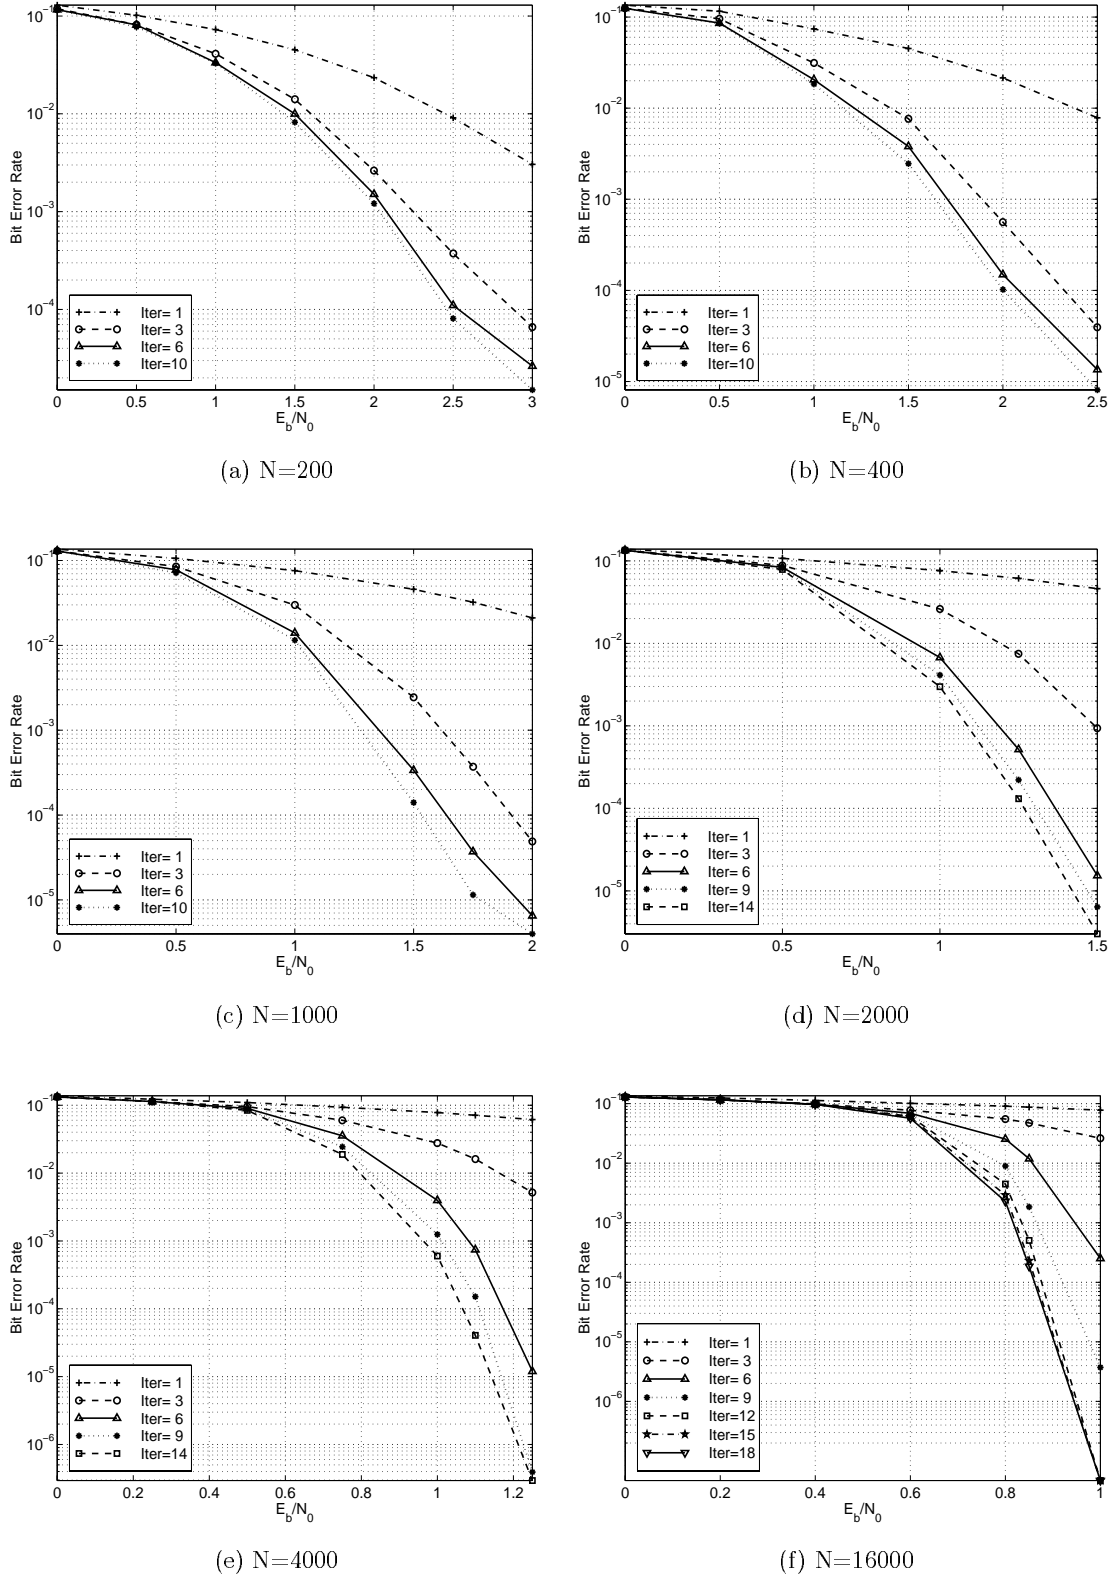 10^-1
10^-2
10^-3
10^-4
Bit Error Rate
Iter= 1
Iter= 3
Iter= 6
Iter=10
0 0.5 1 1.5 2 2.5 3
E_b/N_0
(a) N=200
10^-1
10^-2
10^-3
10^-4
10^-5
Bit Error Rate
Iter= 1
Iter= 3
Iter= 6
Iter=10
0 0.5 1 1.5 2 2.5
E_b/N_0
(b) N=400
10^-1
10^-2
10^-3
10^-4
10^-5
Bit Error Rate
Iter= 1
Iter= 3
Iter= 6
Iter=10
0 0.5 1 1.5 2
E_b/N_0
(c) N=1000
10^-1
10^-2
10^-3
10^-4
10^-5
Bit Error Rate
Iter= 1
Iter= 3
Iter= 6
Iter= 9
Iter=14
0 0.5 1 1.5
E_b/N_0
(d) N=2000
10^-1
10^-2
10^-3
10^-4
10^-5
10^-6
Bit Error Rate
Iter= 1
Iter= 3
Iter= 6
Iter= 9
Iter=14
0 0.2 0.4 0.6 0.8 1 1.2
E_b/N_0
(e) N=4000
10^-1
10^-2
10^-3
10^-4
10^-5
10^-6
Bit Error Rate
Iter= 1
Iter= 3
Iter= 6
Iter= 9
Iter=12
Iter=15
Iter=18
0 0.2 0.4 0.6 0.8 1
E_b/N_0
(f) N=16000